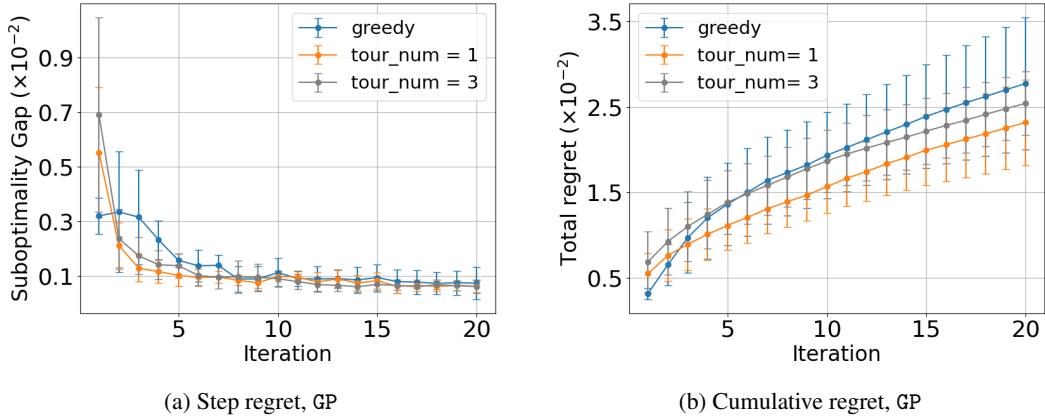 Suboptimality Gap (×10⁻²)
0.9
0.7
0.5
0.3
0.1
greedy
tour_num = 1
tour_num = 3
5
10
15
20
Iteration
(a) Step regret, GP
Total regret (×10⁻²)
3.5
2.5
1.5
0.5
greedy
tour_num= 1
tour_num= 3
5
10
15
20
Iteration
(b) Cumulative regret, GP